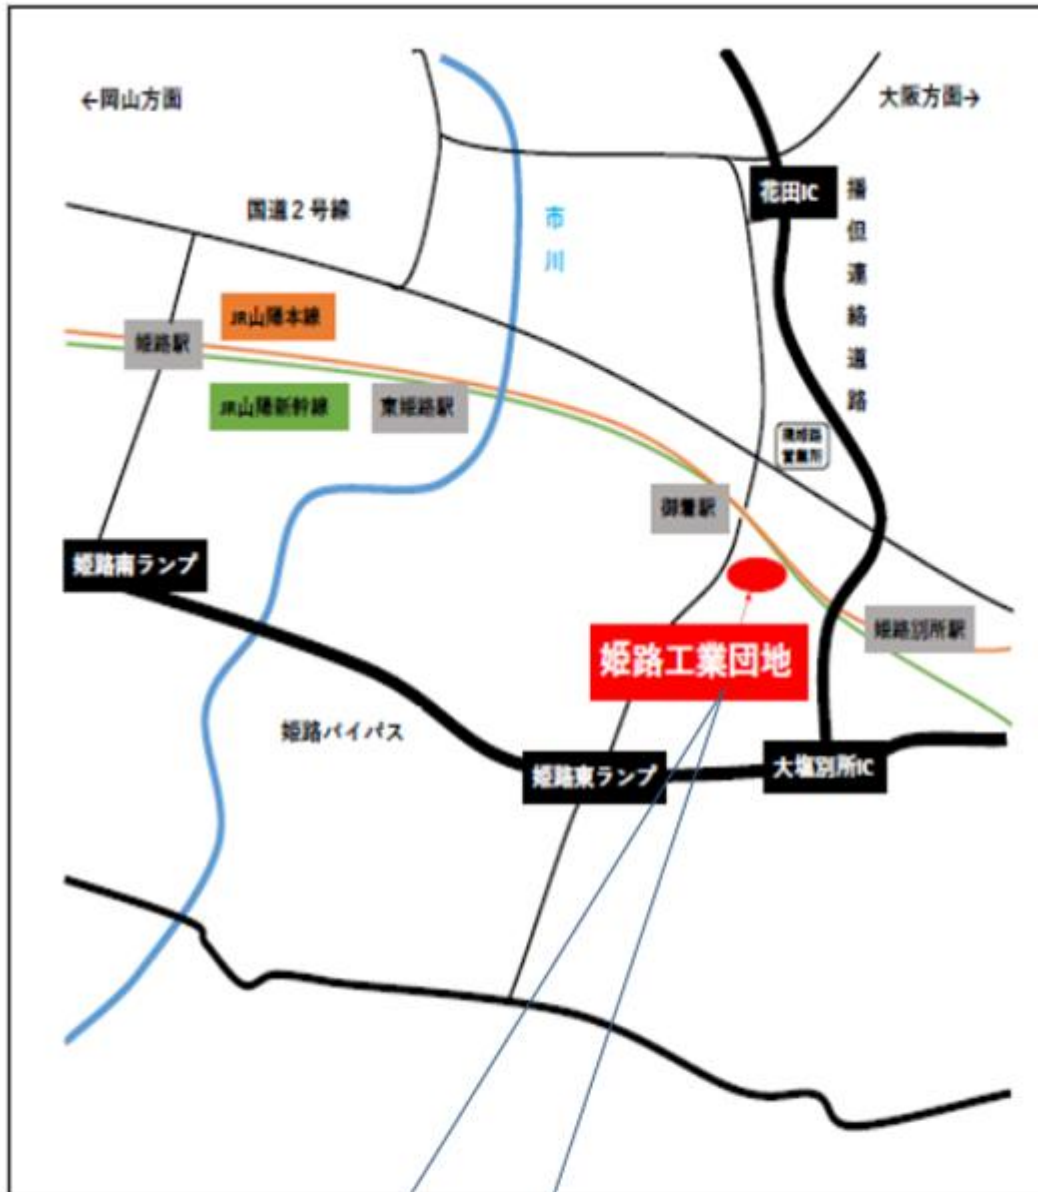 ←岡山方面
大阪方面→
花田IC
播但連絡道路
国道2号線
市川
JR山陽本線
姫路駅
JR山陽新幹線
東姫路駅
営業所
御着駅
姫路南ランプ
姫路別所駅
姫路工業団地
姫路バイパス
姫路東ランプ
大塩別所IC